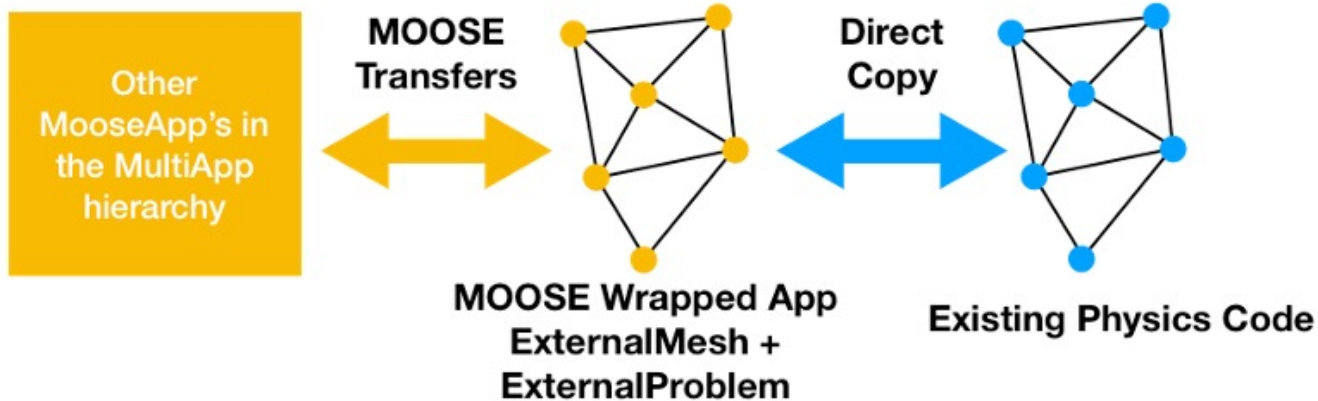 Other
MooseApp's in
the MultiApp
hierarchy
MOOSE
Transfers
MOOSE Wrapped App
ExternalMesh +
ExternalProblem
Direct
Copy
Existing Physics Code